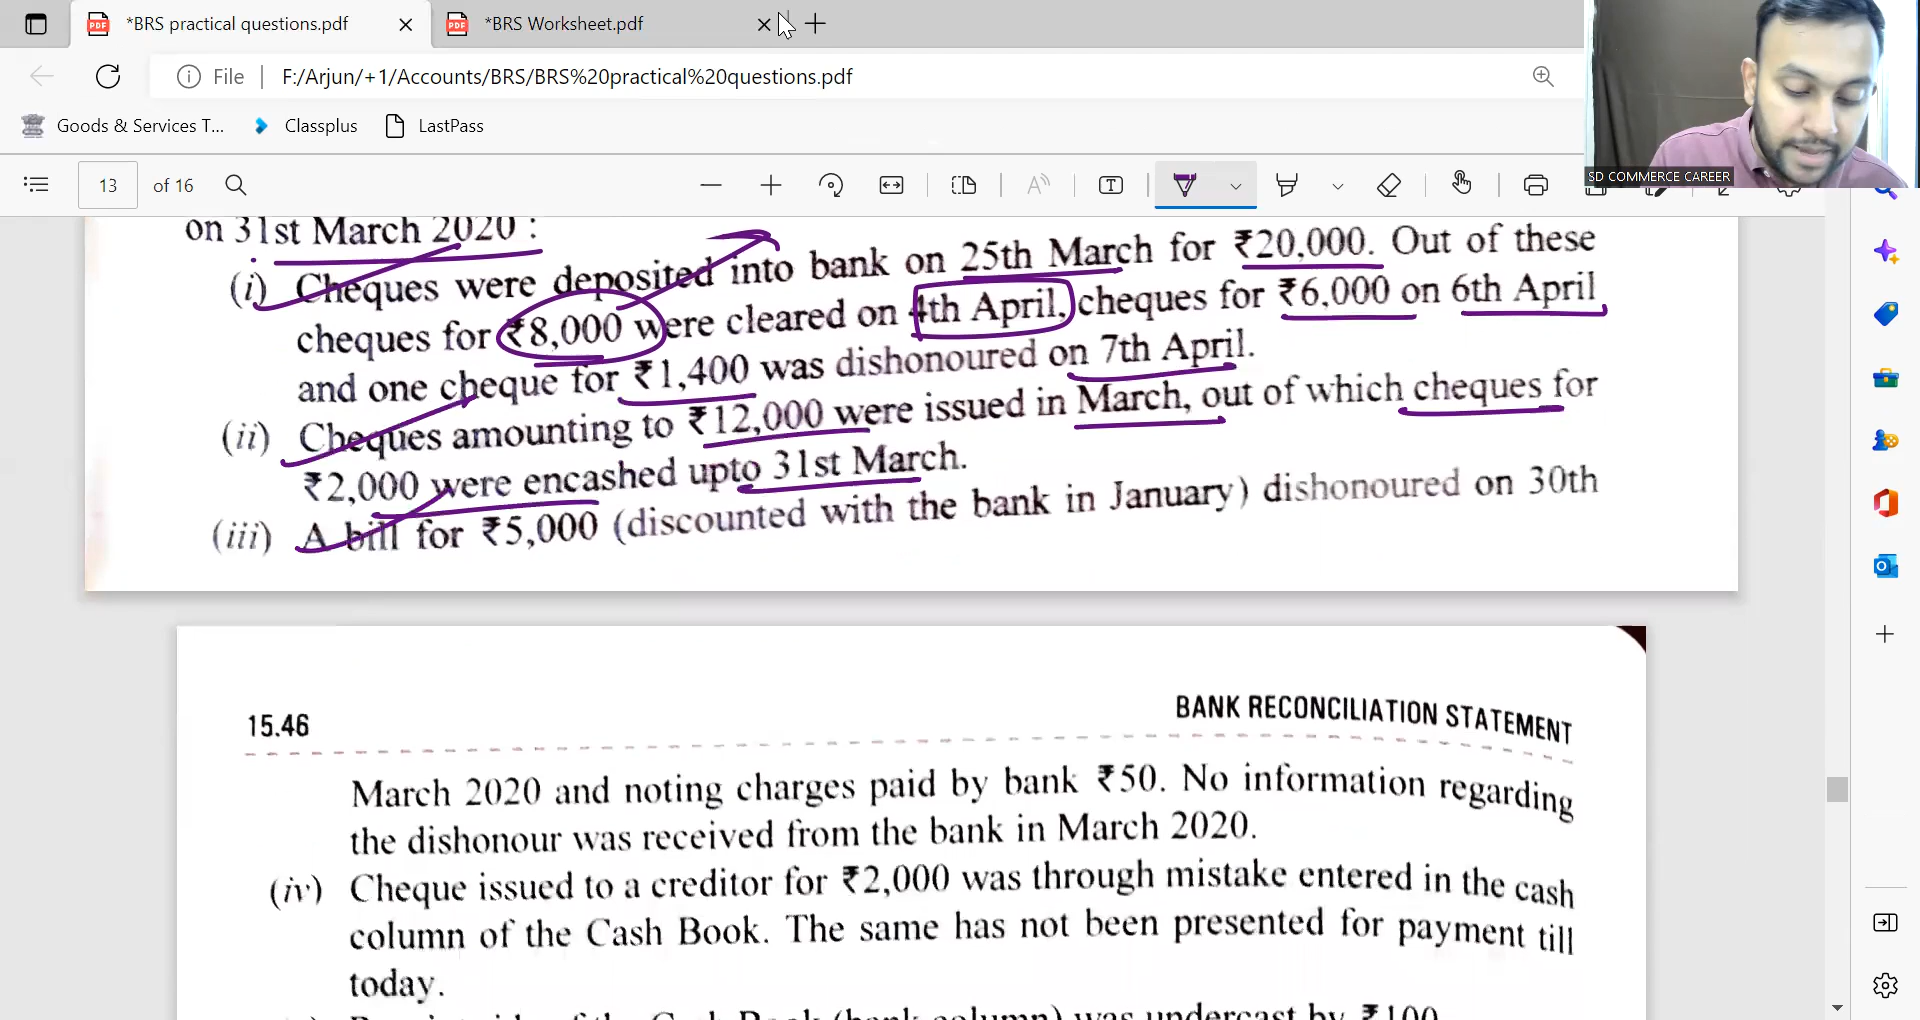 *BRS practical questions.pdf
*BRS Worksheet.pdf
File
F:/Arjun/+1/Accounts/BRS/BRS%20practical%20questions.pdf
Goods & Services T...
Classplus
LastPass
SD COMMERCE CAREER
13 of 16
on 31st March 2020 :
(i) Cheques were deposited into bank on 25th March for ₹20,000. Out of these
cheques for ₹8,000 were cleared on 4th April, cheques for ₹6,000 on 6th April
and one cheque for ₹1,400 was dishonoured on 7th April.
(ii) Cheques amounting to ₹12,000 were issued in March, out of which cheques for
₹2,000 were encashed upto 31st March.
(iii) A bill for ₹5,000 (discounted with the bank in January) dishonoured on 30th
15.46
BANK RECONCILIATION STATEMENT
March 2020 and noting charges paid by bank ₹50. No information regarding
the dishonour was received from the bank in March 2020.
(iv) Cheque issued to a creditor for ₹2,000 was through mistake entered in the cash
column of the Cash Book. The same has not been presented for payment till
today.
Cash Book (bank column) was undercast by ₹100